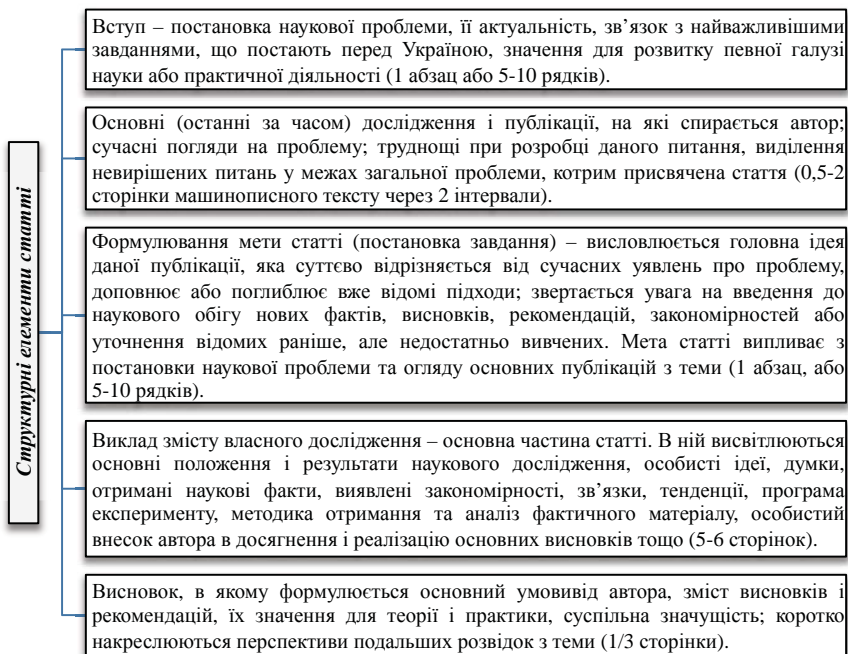 Структурні елементи статті
Вступ – постановка наукової проблеми, її актуальність, зв’язок з найважливішими
завданнями, що постають перед Україною, значення для розвитку певної галузі
науки або практичної діяльності (1 абзац або 5-10 рядків).
Основні (останні за часом) дослідження і публікації, на які спирається автор;
сучасні погляди на проблему; труднощі при розробці даного питання, виділення
невирішених питань у межах загальної проблеми, котрим присвячена стаття (0,5-2
сторінки машинописного тексту через 2 інтервали).
Формулювання мети статті (постановка завдання) – висловлюється головна ідея
даної публікації, яка суттєво відрізняється від сучасних уявлень про проблему,
доповнює або поглиблює вже відомі підходи; звертається увага на введення до
наукового обігу нових фактів, висновків, рекомендацій, закономірностей або
уточнення відомих раніше, але недостатньо вивчених. Мета статті випливає з
постановки наукової проблеми та огляду основних публікацій з теми (1 абзац, або
5-10 рядків).
Виклад змісту власного дослідження – основна частина статті. В ній висвітлюються
основні положення і результати наукового дослідження, особисті ідеї, думки,
отримані наукові факти, виявлені закономірності, зв’язки, тенденції, програма
експерименту, методика отримання та аналіз фактичного матеріалу, особистий
внесок автора в досягнення і реалізацію основних висновків тощо (5-6 сторінок).
Висновок, в якому формулюється основний умовивід автора, зміст висновків і
рекомендацій, їх значення для теорії і практики, суспільна значущість; коротко
накреслюються перспективи подальших розвідок з теми (1/3 сторінки).